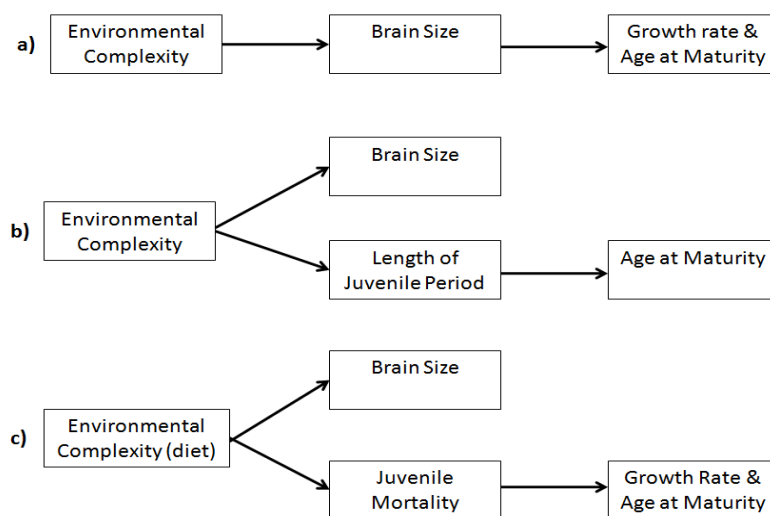 a)
Environmental
Complexity
Brain Size
Growth rate &
Age at Maturity
b)
Environmental
Complexity
Brain Size
Length of
Juvenile Period
Age at Maturity
c)
Environmental
Complexity (diet)
Brain Size
Juvenile
Mortality
Growth Rate &
Age at Maturity